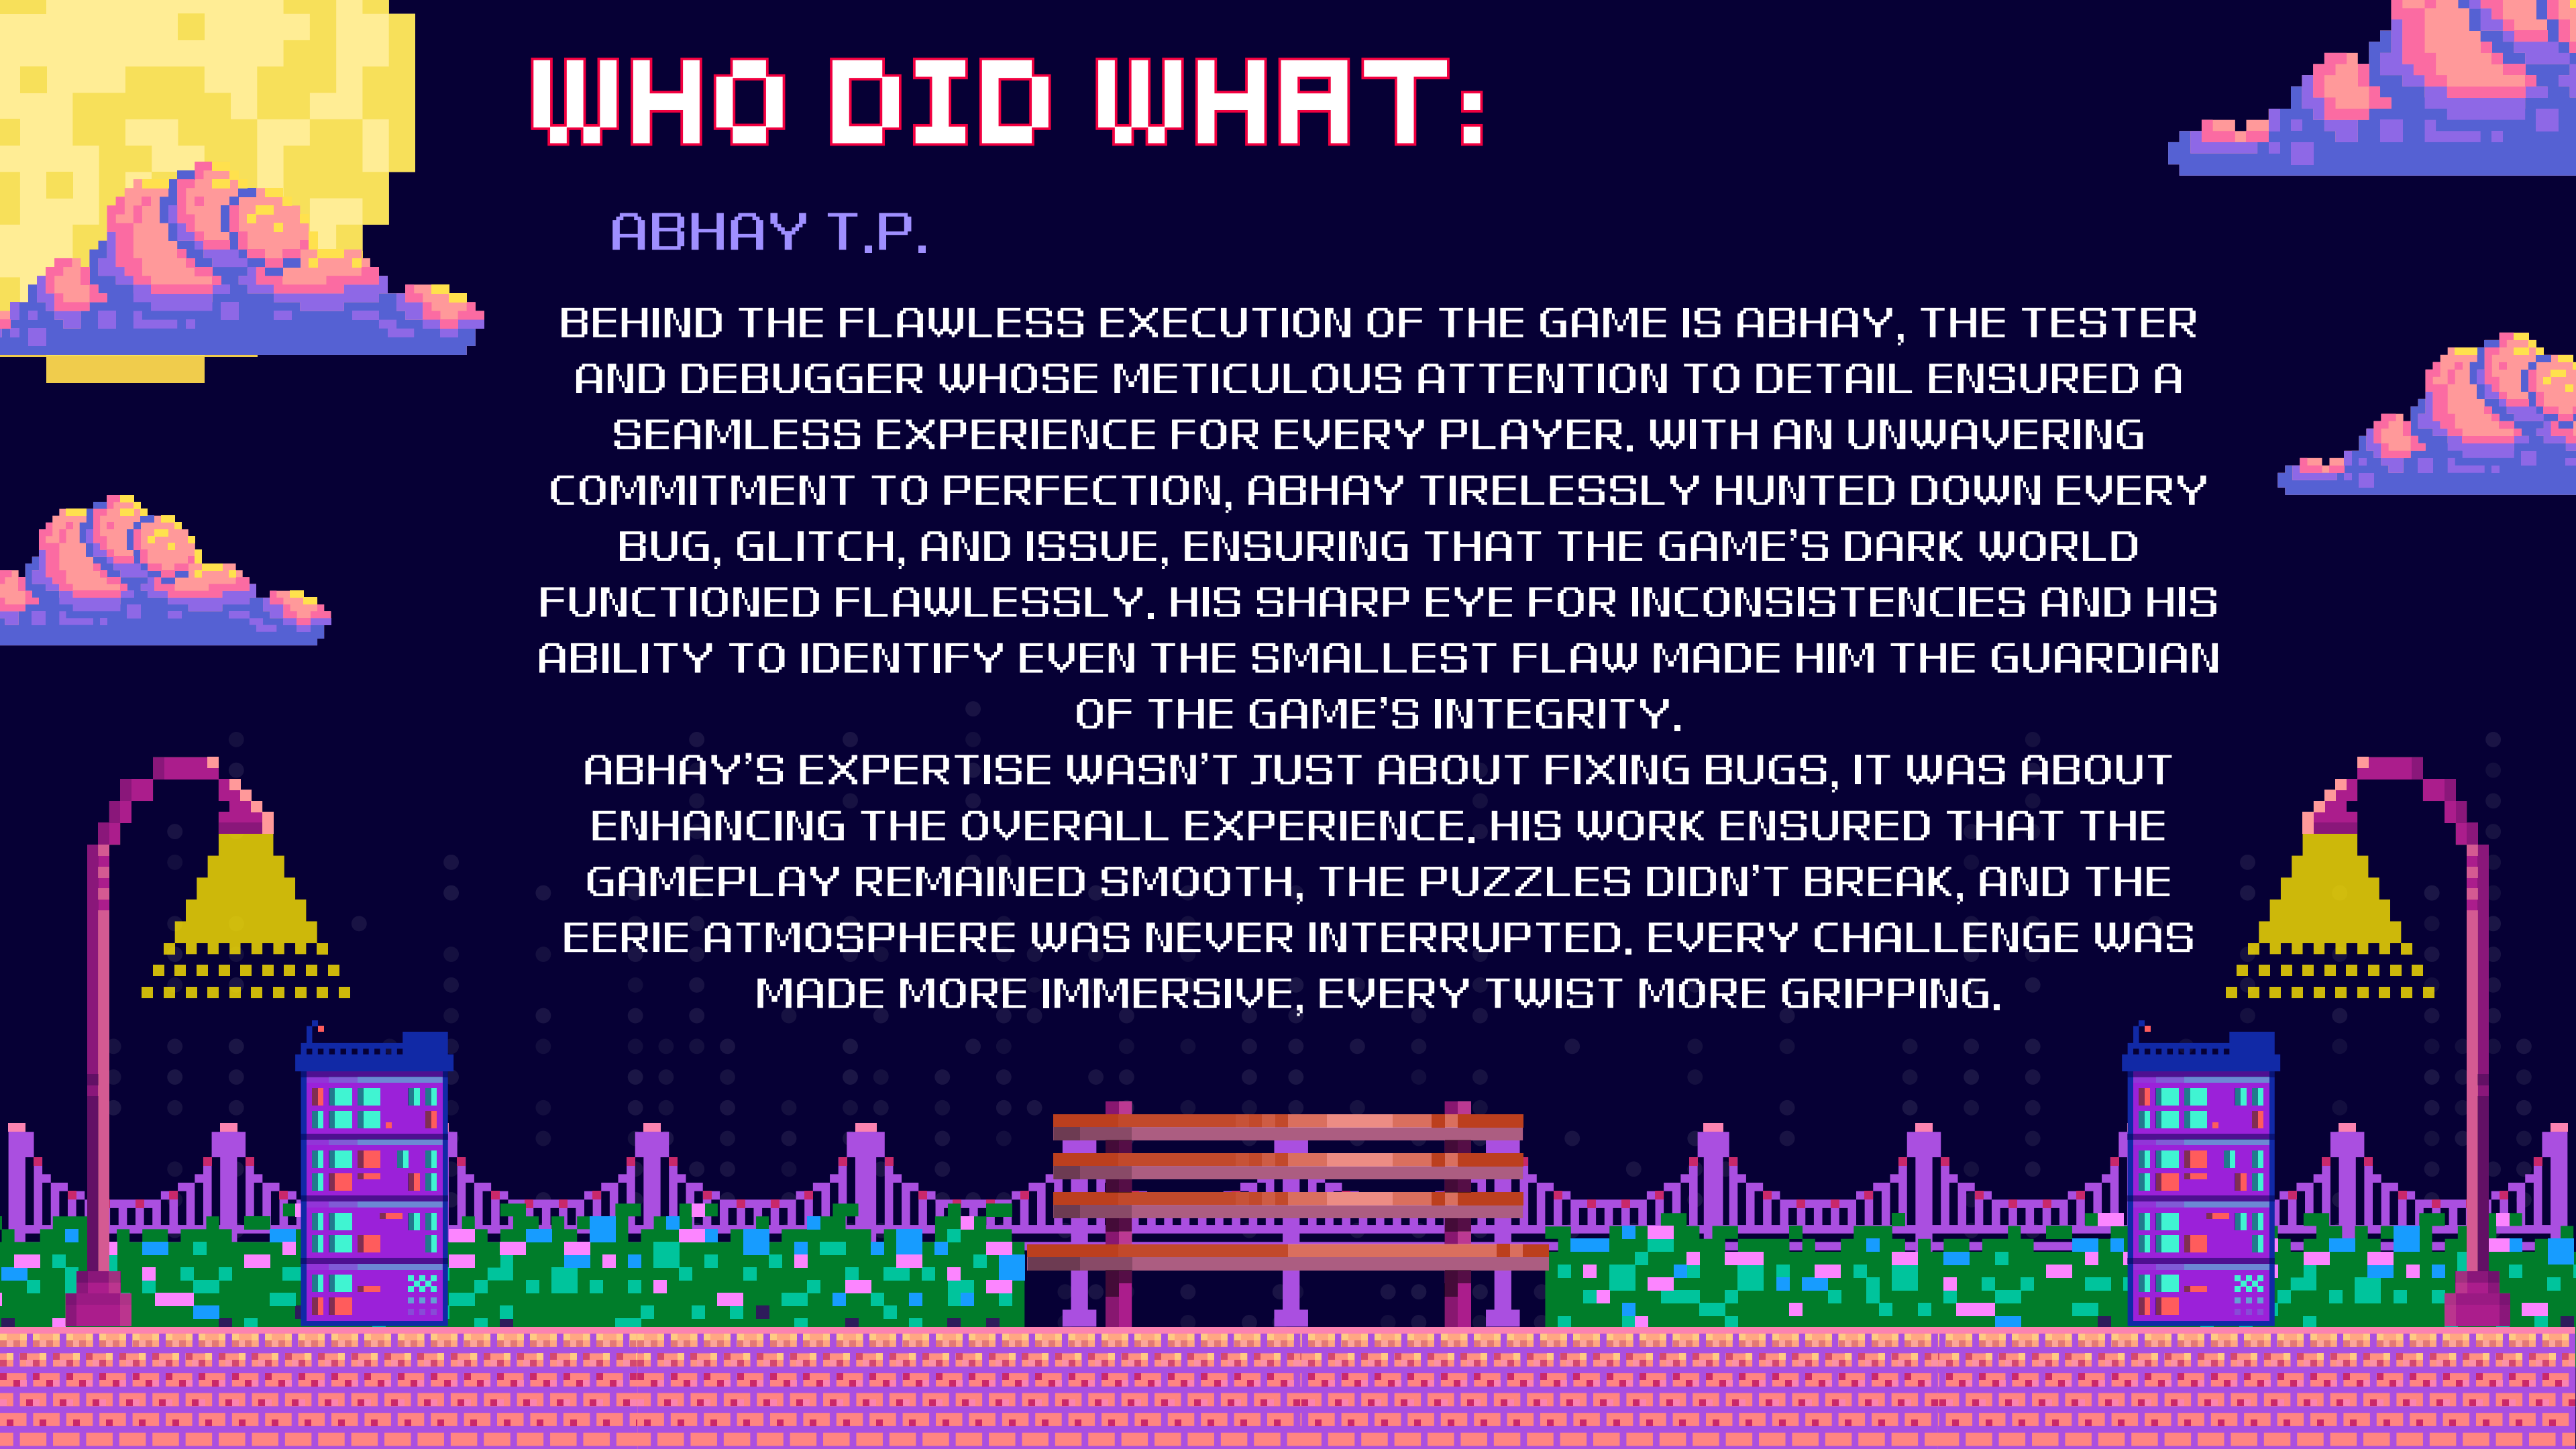 WHO DID WHAT:
ABHAY T.P.
BEHIND THE FLAWLESS EXECUTION OF THE GAME IS ABHAY, THE TESTER
AND DEBUGGER WHOSE METICULOUS ATTENTION TO DETAIL ENSURED A
SEAMLESS EXPERIENCE FOR EVERY PLAYER. WITH AN UNWAVERING
COMMITMENT TO PERFECTION, ABHAY TIRELESSLY HUNTED DOWN EVERY
BUG, GLITCH, AND ISSUE, ENSURING THAT THE GAME'S DARK WORLD
FUNCTIONED FLAWLESSLY. HIS SHARP EYE FOR INCONSISTENCIES AND HIS
ABILITY TO IDENTIFY EVEN THE SMALLEST FLAW MADE HIM THE GUARDIAN
OF THE GAME'S INTEGRITY.
ABHAY'S EXPERTISE WASN'T JUST ABOUT FIXING BUGS, IT WAS ABOUT
ENHANCING THE OVERALL EXPERIENCE. HIS WORK ENSURED THAT THE
GAMEPLAY REMAINED SMOOTH, THE PUZZLES DIDN'T BREAK, AND THE
EERIE ATMOSPHERE WAS NEVER INTERRUPTED. EVERY CHALLENGE WAS
MADE MORE IMMERSIVE, EVERY TWIST MORE GRIPPING.